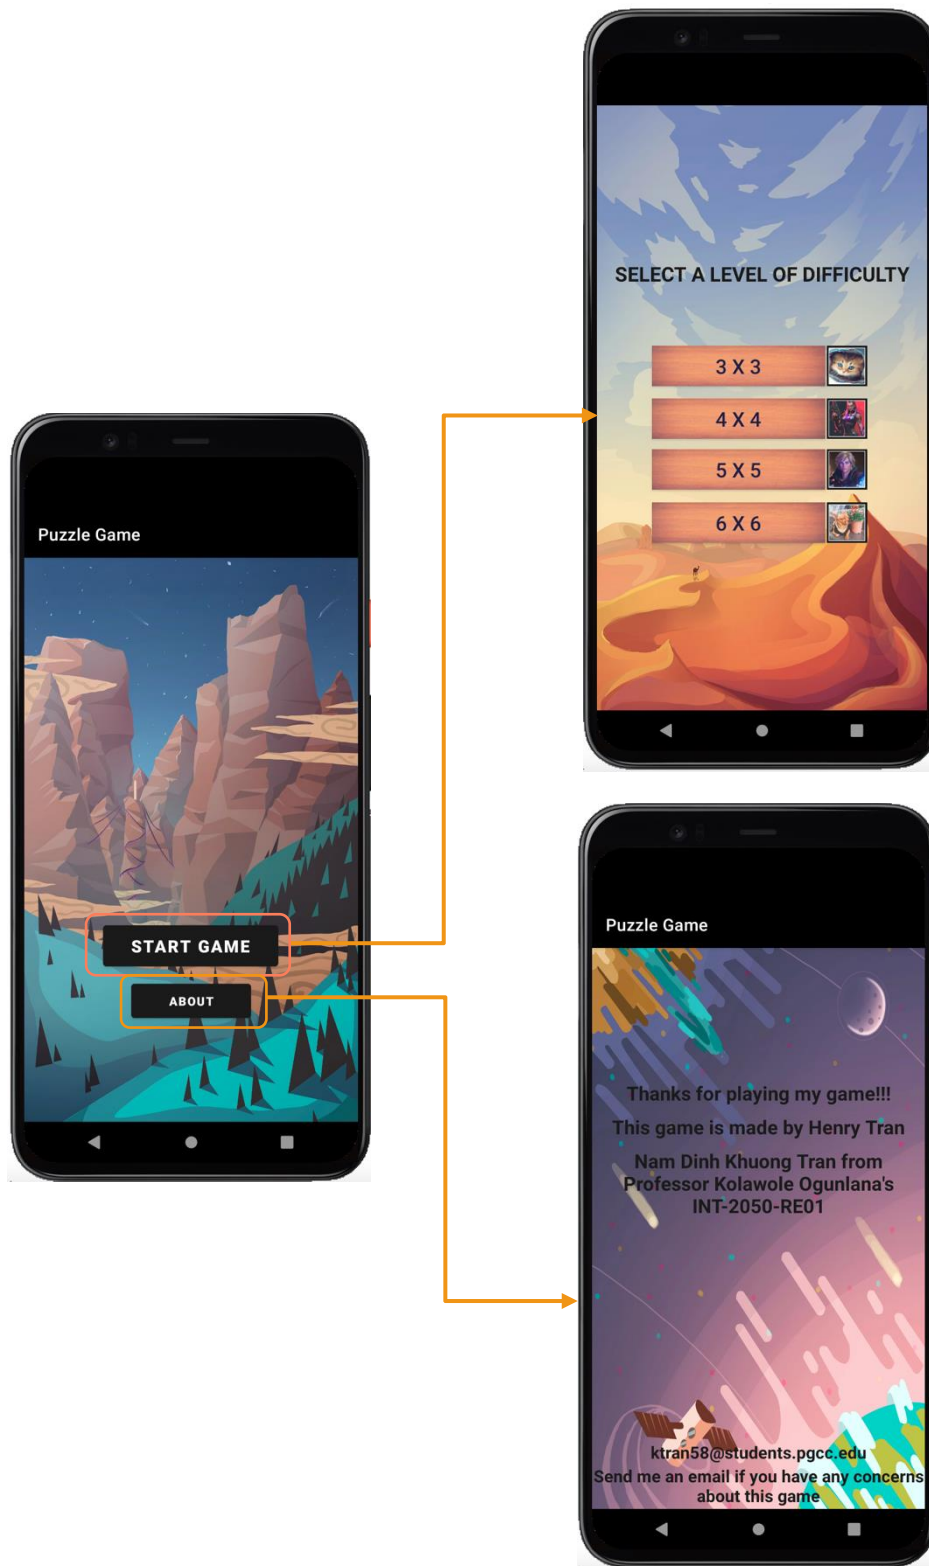 SELECT A LEVEL OF DIFFICULTY
3 X 3
4 X 4
5 X 5
6 X 6
Puzzle Game
START GAME
ABOUT
Puzzle Game
Thanks for playing my game!!!
This game is made by Henry Tran
Nam Dinh Khuong Tran from
Professor Kolawole Ogunlana's
INT-2050-RE01
ktran58@students.pgcc.edu
Send me an email if you have any concerns
about this game